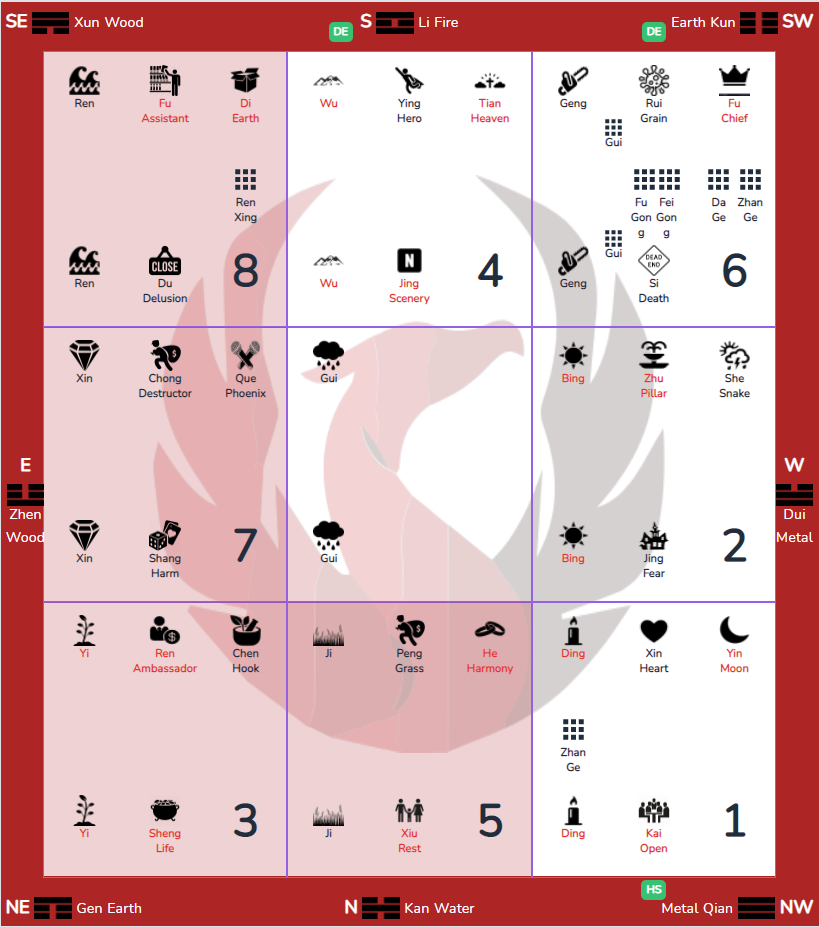 SE Xun Wood DE S Li Fire DE Earth Kun SW
Ren Fu Di Wu Ying Tian Geng Rui Fu
Assistant Earth Hero Heaven Grain Chief
Gui
Ren Fu Fei Da Zhan
Xing Gon Gon Ge Ge
g g
Gui
CLOSE N DEAD END
Ren Du 8 Wu Jing 4 Geng Si 6
Delusion Scenery Death
Xin Chong Que Gui Bing Zhu She
Destructor Phoenix Pillar Snake
E W
Zhen Dui
Wood Metal
Xin Shang 7 Gui Bing Jing 2
Harm Fear
Yi Ren Chen Ji Peng He Ding Xin Yin
Ambassador Hook Grass Harmony Heart Moon
Zhan
Ge
Yi Sheng 3 Ji Xiu 5 Ding Kai 1
Life Rest Open
HS
NE Gen Earth N Kan Water Metal Qian NW